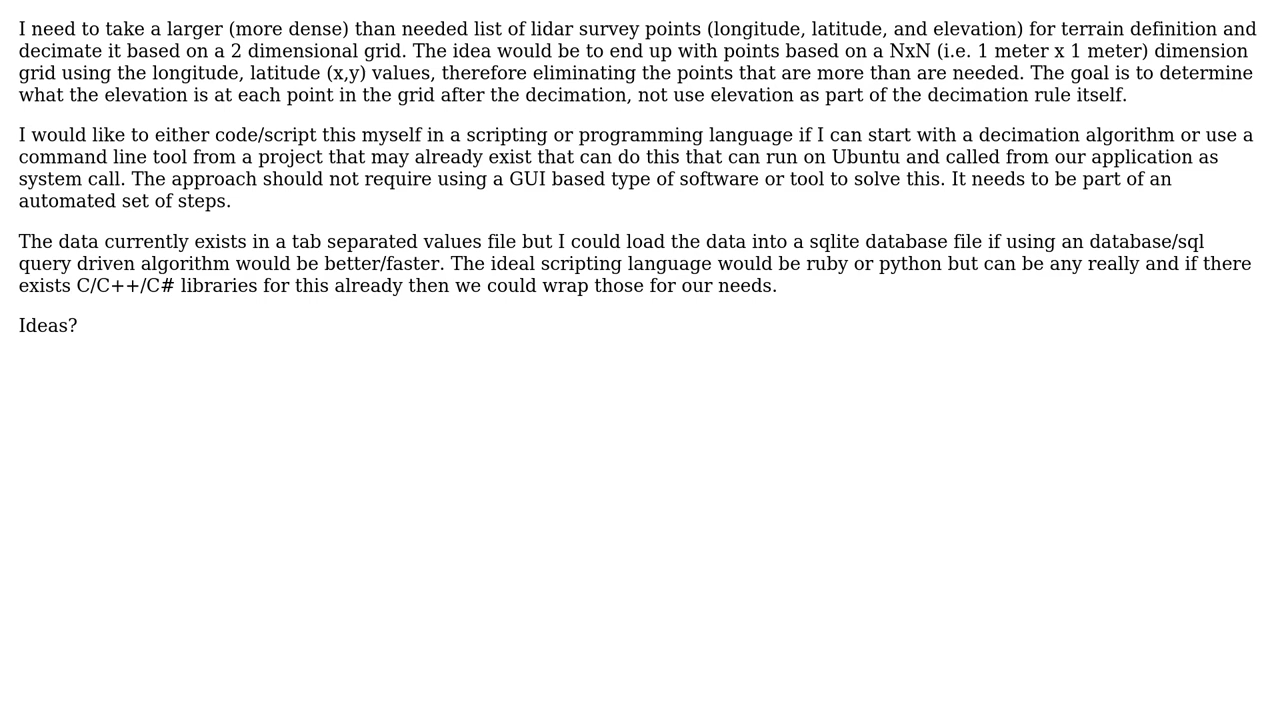 I need to take a larger (more dense) than needed list of lidar survey points (longitude, latitude, and elevation) for terrain definition and
decimate it based on a 2 dimensional grid. The idea would be to end up with points based on a NxN (i.e. 1 meter x 1 meter) dimension
grid using the longitude, latitude (x,y) values, therefore eliminating the points that are more than are needed. The goal is to determine
what the elevation is at each point in the grid after the decimation, not use elevation as part of the decimation rule itself.
I would like to either code/script this myself in a scripting or programming language if I can start with a decimation algorithm or use a
command line tool from a project that may already exist that can do this that can run on Ubuntu and called from our application as
system call. The approach should not require using a GUI based type of software or tool to solve this. It needs to be part of an
automated set of steps.
The data currently exists in a tab separated values file but I could load the data into a sqlite database file if using an database/sql
query driven algorithm would be better/faster. The ideal scripting language would be ruby or python but can be any really and if there
exists C/C++/C# libraries for this already then we could wrap those for our needs.
Ideas?